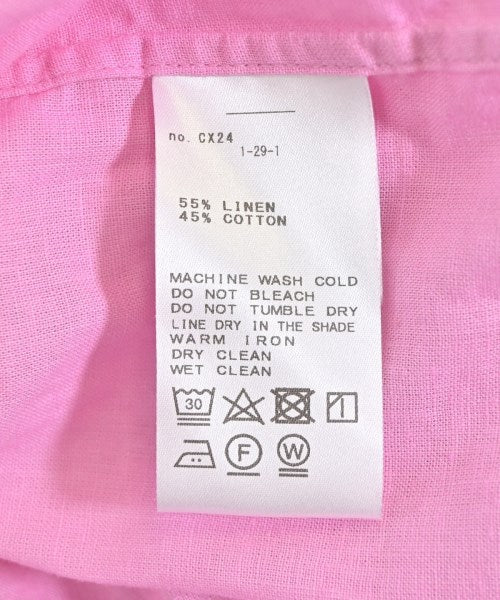 no. CX24
1-29-1
55% LINEN
45% COTTON
MACHINE WASH COLD
DO NOT BLEACH
DO NOT TUMBLE DRY
LINE DRY IN THE SHADE
WARM IRON
DRY CLEAN
WET CLEAN
30
F W